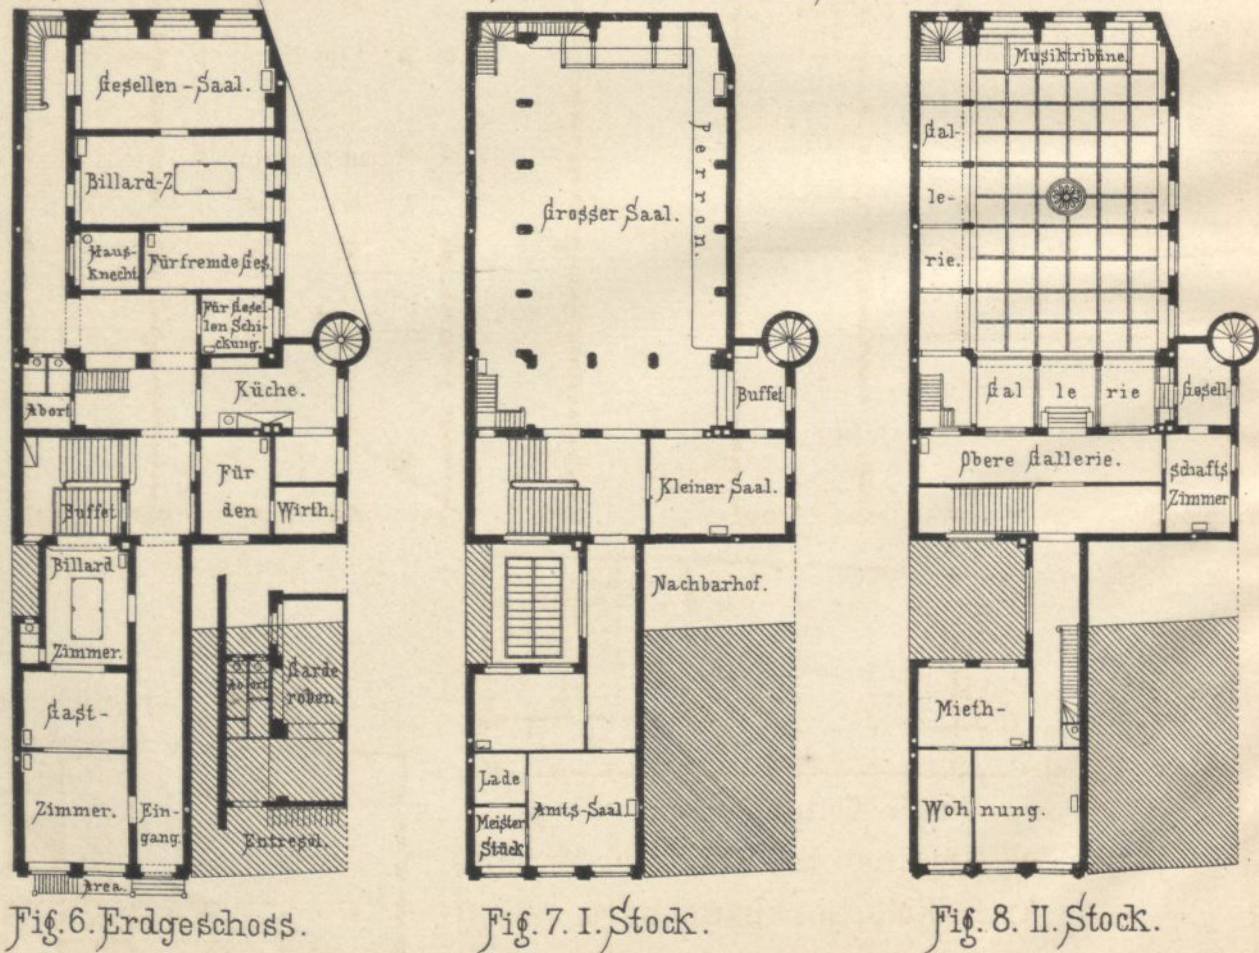 Gesellen-Saal.
Billard-Z
Haus-
knecht
Für fremde Ges.
Für Gesel-
len Schi-
ckung.
Küche.
Abort
Buffet
Für
den
Wirth.
Billard
Zimmer.
Gast-
Zimmer.
Ein-
gang.
Area.
Abort
Garde
roben
Entresol.
Fig. 6. Erdgeschoss.
Perron.
Grosser Saal.
Buffet
Kleiner Saal.
Nachbarhof.
Lade
Meister
Stück
Amts-Saal
Fig. 7. I. Stock.
Musiktribüne.
Gal-
le-
rie.
Gal le rie
Gesell-
schafts
Zimmer
Obere Gallerie.
Mieth-
Woh nung.
Fig. 8. II. Stock.